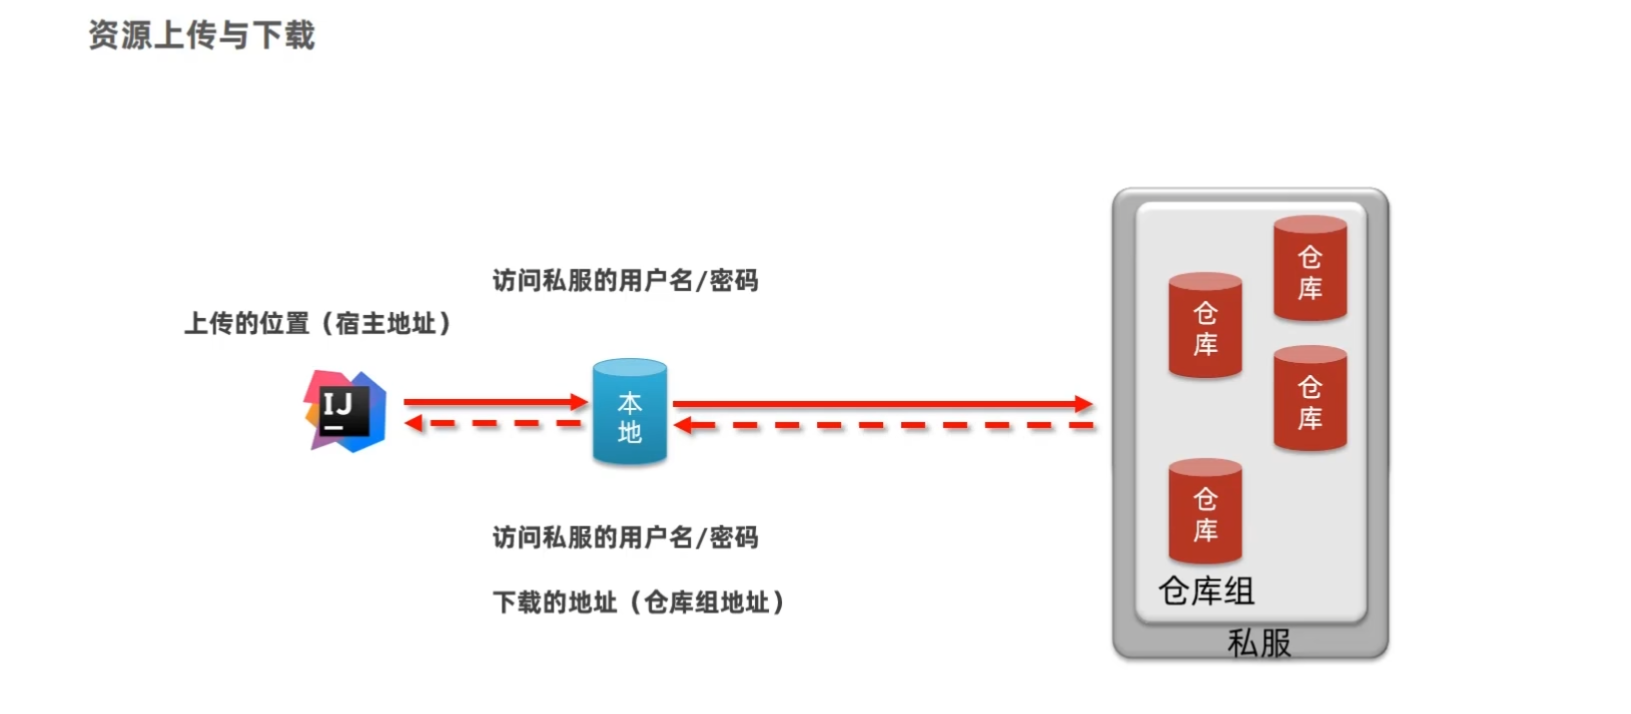 资源上传与下载
访问私服的用户名/密码
上传的位置（宿主地址）
IJ
本地
访问私服的用户名/密码
下载的地址（仓库组地址）
仓库
仓库
仓库
仓库
仓库组
私服